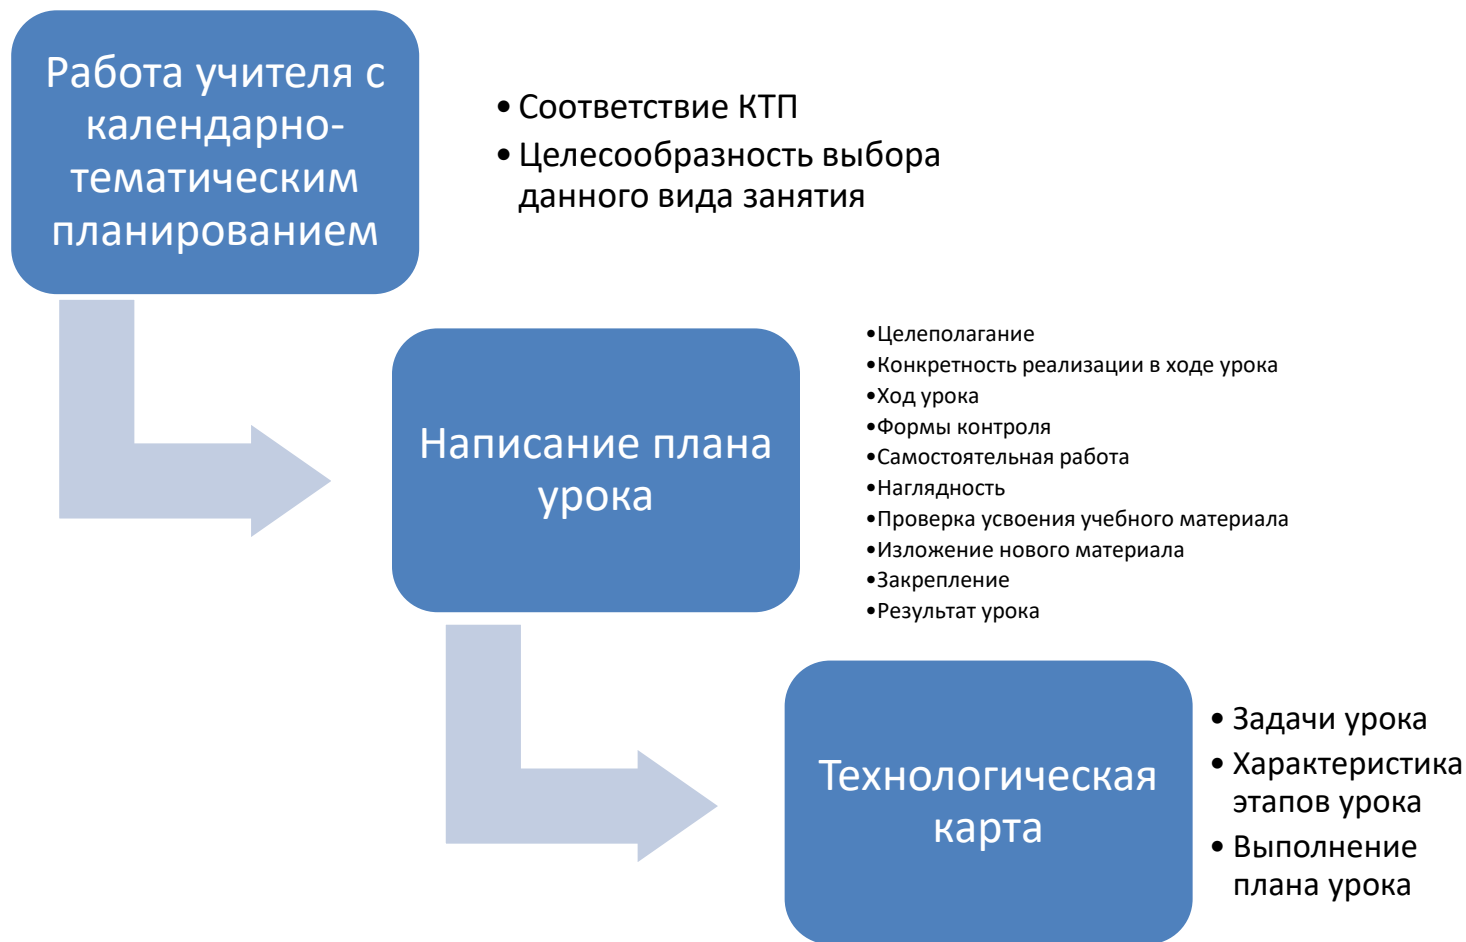 Работа учителя с
календарно-
тематическим
планированием
• Соответствие КТП
• Целесообразность выбора
данного вида занятия
Написание плана
урока
•Целеполагание
•Конкретность реализации в ходе урока
•Ход урока
•Формы контроля
•Самостоятельная работа
•Наглядность
•Проверка усвоения учебного материала
•Изложение нового материала
•Закрепление
•Результат урока
Технологическая
карта
• Задачи урока
• Характеристика
этапов урока
• Выполнение
плана урока